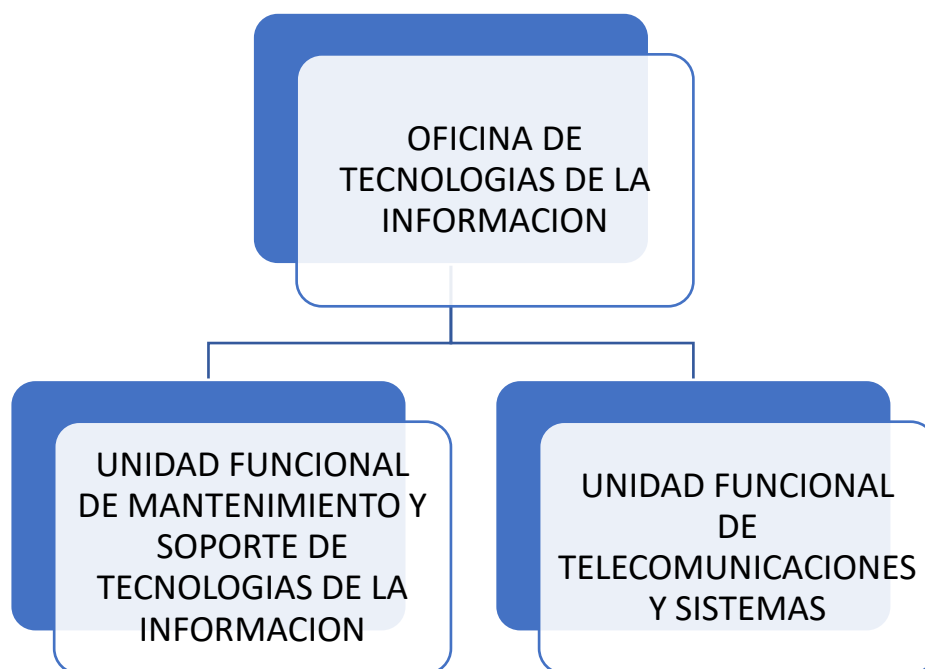 OFICINA DE
TECNOLOGIAS DE LA
INFORMACION
UNIDAD FUNCIONAL
DE MANTENIMIENTO Y
SOPORTE DE
TECNOLOGIAS DE LA
INFORMACION
UNIDAD FUNCIONAL
DE
TELECOMUNICACIONES
Y SISTEMAS